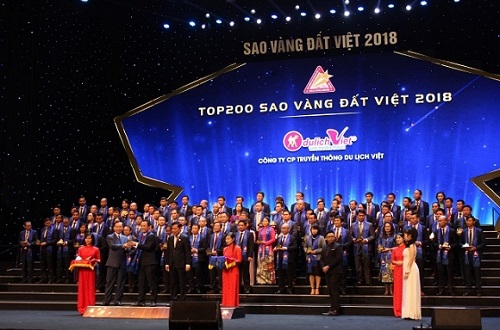 SAO VÀNG ĐẤT VIỆT 2018
TOP200 SAO VÀNG ĐẤT VIỆT 2018
dulichViet
CÔNG TY CP TRUYỀN THÔNG DU LỊCH VIỆT